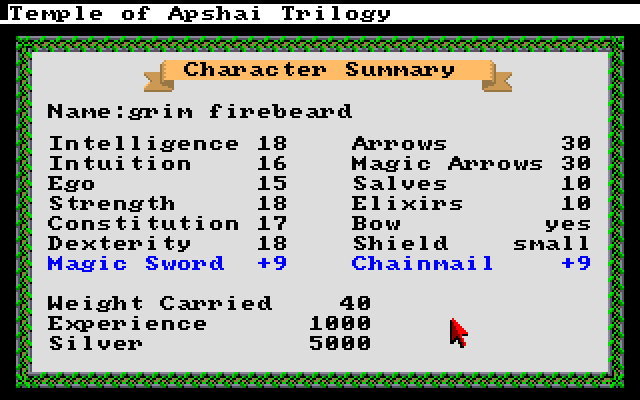 Temple of Apshai Trilogy
Character Summary
Name:grim firebeard
Intelligence 18 Arrows 30
Intuition 16 Magic Arrows 30
Ego 15 Salves 10
Strength 18 Elixirs 10
Constitution 17 Bow yes
Dexterity 18 Shield small
Magic Sword +9 Chainmail +9
Weight Carried 40
Experience 1000
Silver 5000